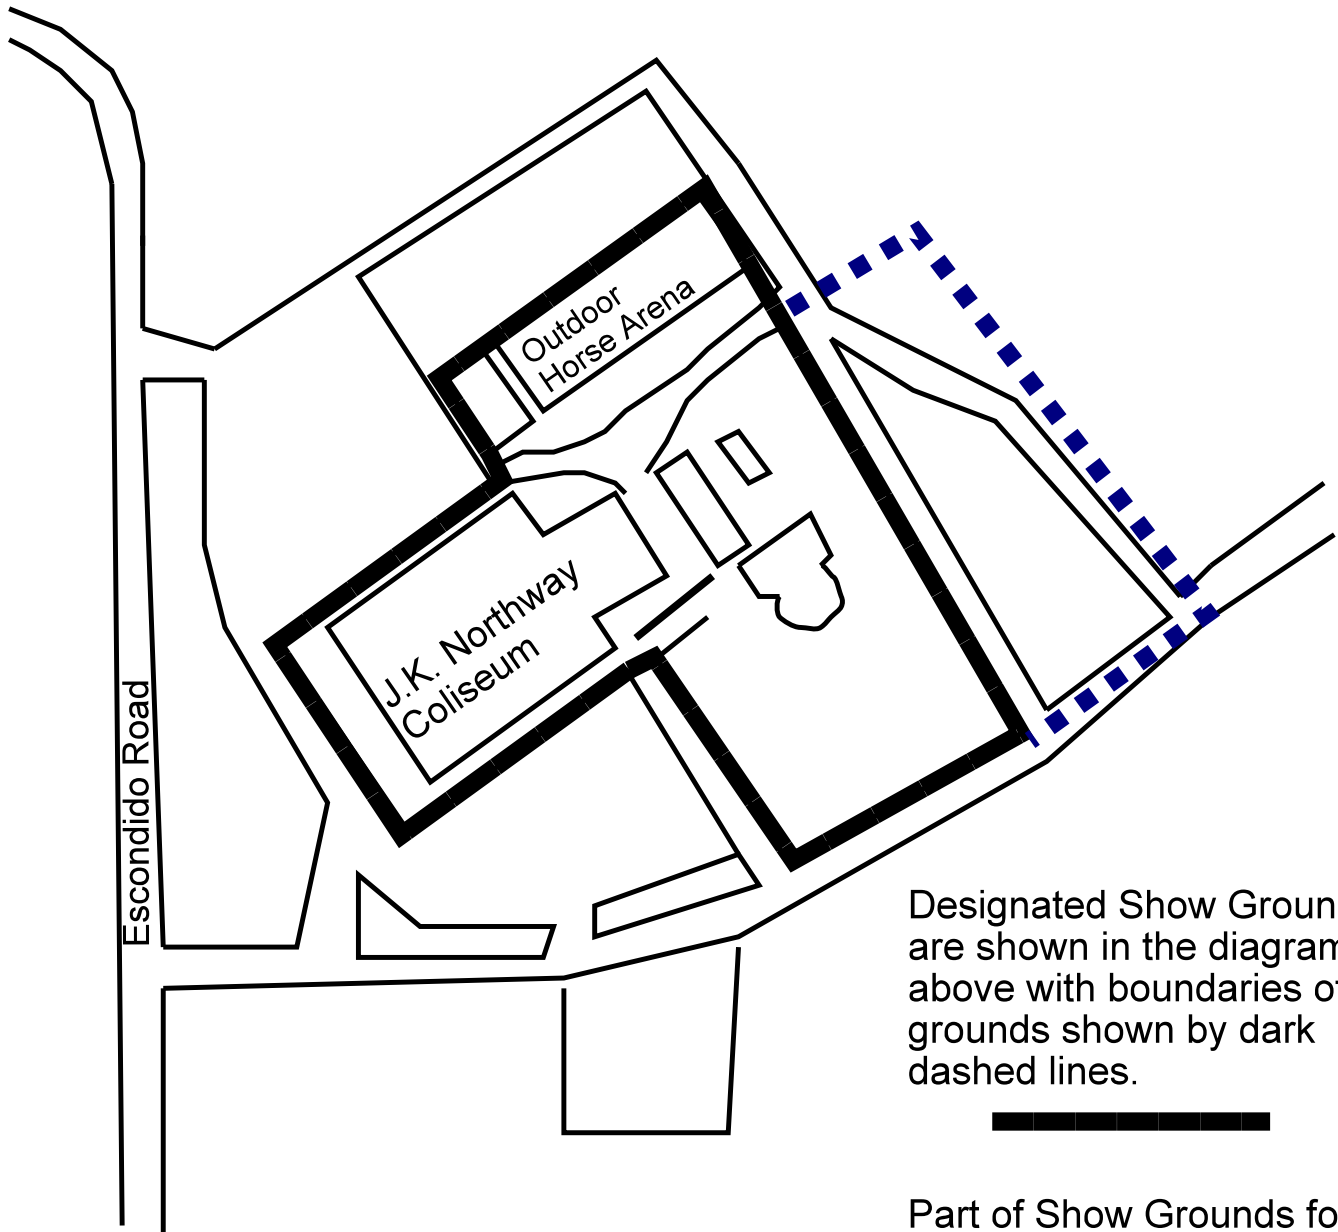 Outdoor
Horse Arena
J.K. Northway
Coliseum
Escondido Road
Designated Show Groun
are shown in the diagram
above with boundaries of
grounds shown by dark
dashed lines.
Part of Show Grounds fo